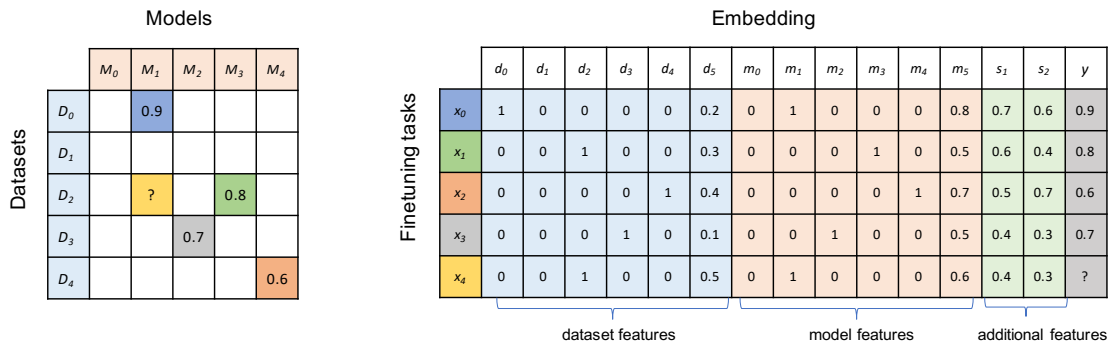 Models
Datasets
M0 M1 M2 M3 M4
D0 0.9
D1
D2 ? 0.8
D3 0.7
D4 0.6
Embedding
Finetuning tasks
d0 d1 d2 d3 d4 d5 m0 m1 m2 m3 m4 m5 s1 s2 y
x0 1 0 0 0 0 0.2 0 1 0 0 0 0.8 0.7 0.6 0.9
x1 0 0 1 0 0 0.3 0 0 0 1 0 0.5 0.6 0.4 0.8
x2 0 0 0 0 1 0.4 0 0 0 0 1 0.7 0.5 0.7 0.6
x3 0 0 0 1 0 0.1 0 0 1 0 0 0.5 0.4 0.3 0.7
x4 0 0 1 0 0 0.5 0 1 0 0 0 0.6 0.4 0.3 ?
dataset features model features additional features